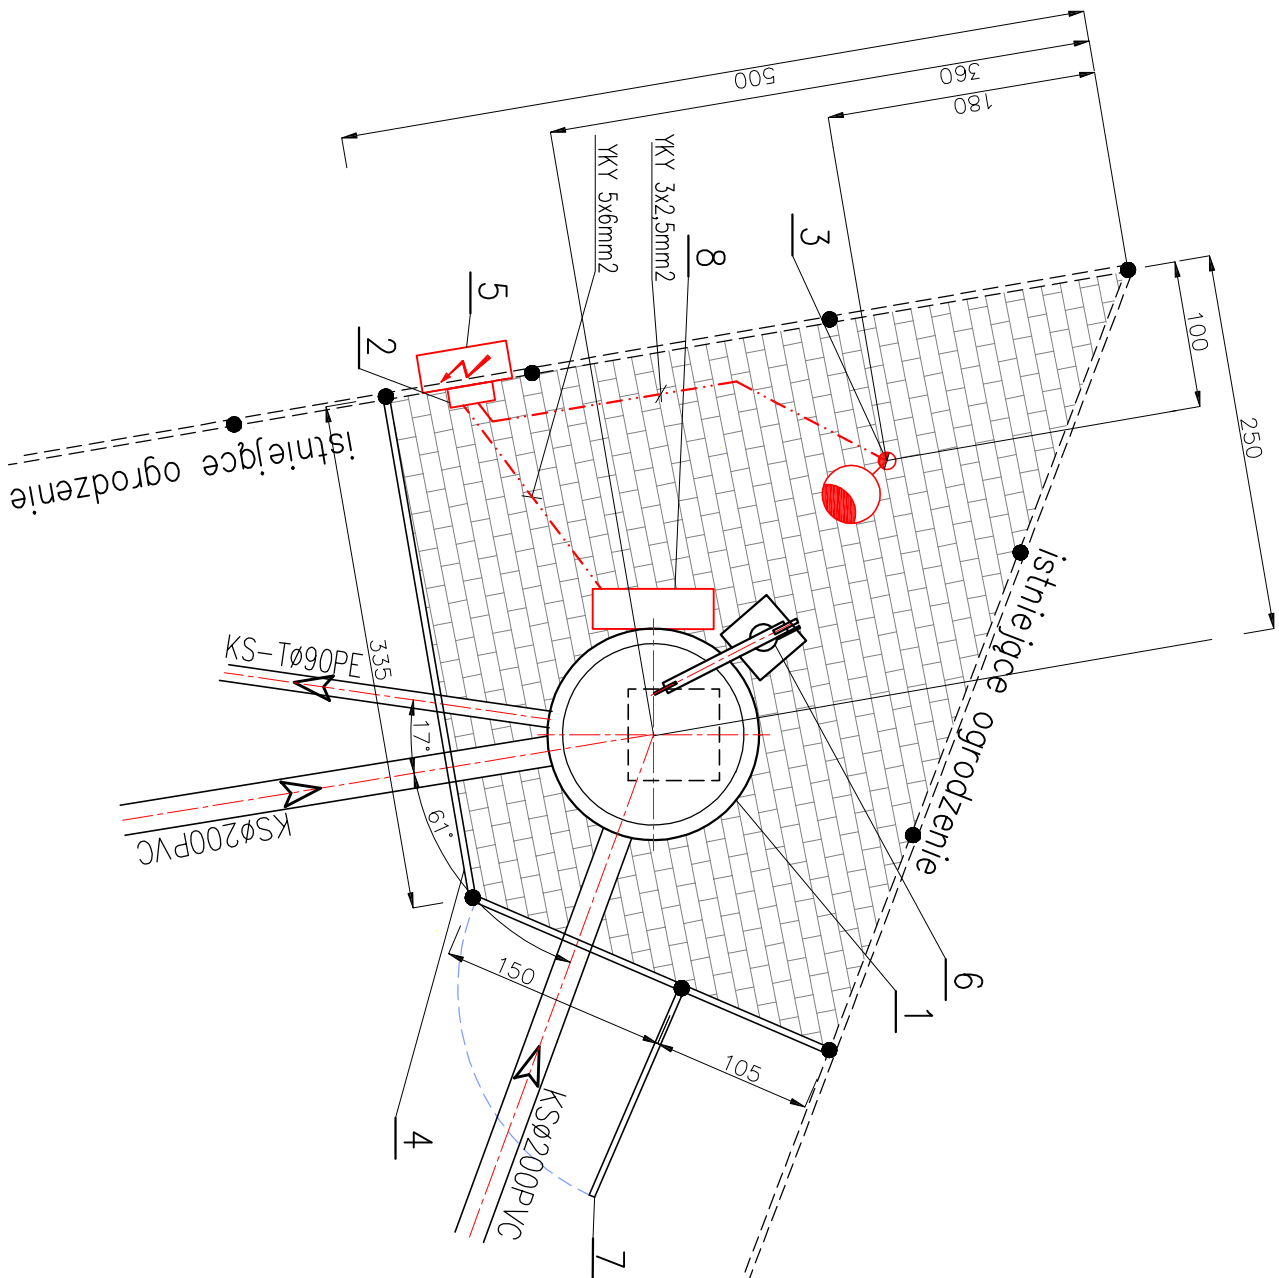 500
360
180
YKY 5x6mm2
YKY 3x2,5mm2
3
8
5
2
100
250
istniejące ogrodzenie
istniejące ogrodzenie
KS-Tø90PE
335
17°
KSø200PVC
61°
150
105
6
1
4
KSø200PVC
7